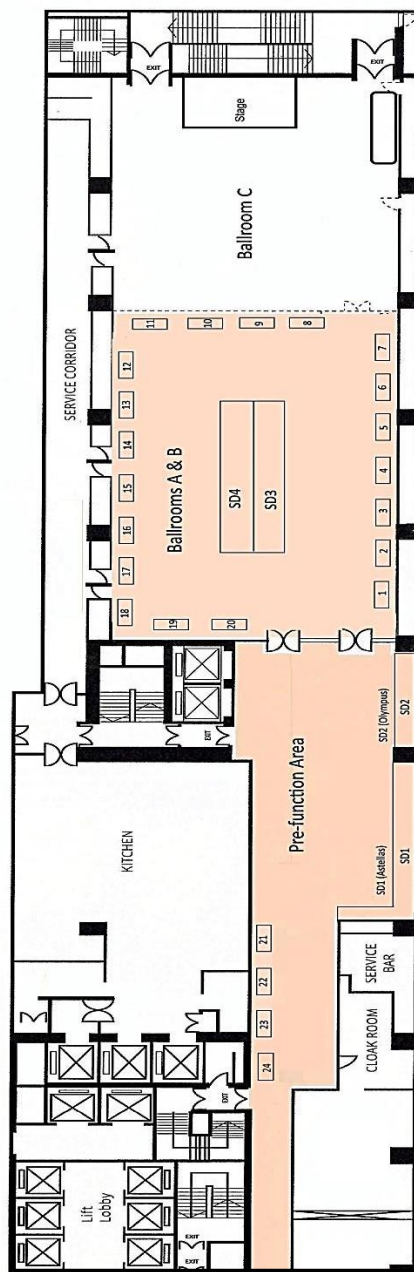 EXIT
EXIT
Stage
SERVICE CORRIDOR
Ballroom C
11
10
9
8
7
12
13
14
15
16
17
18
6
5
4
3
2
1
Ballrooms A & B
SD4
SD3
19
20
EXIT
SD2 (Olympus)
SD2
Pre-function Area
KITCHEN
SD1 (Astellas)
SD1
21
22
23
24
SERVICE
BAR
CLOAK ROOM
EXIT
Lift
Lobby
EXIT
EXIT